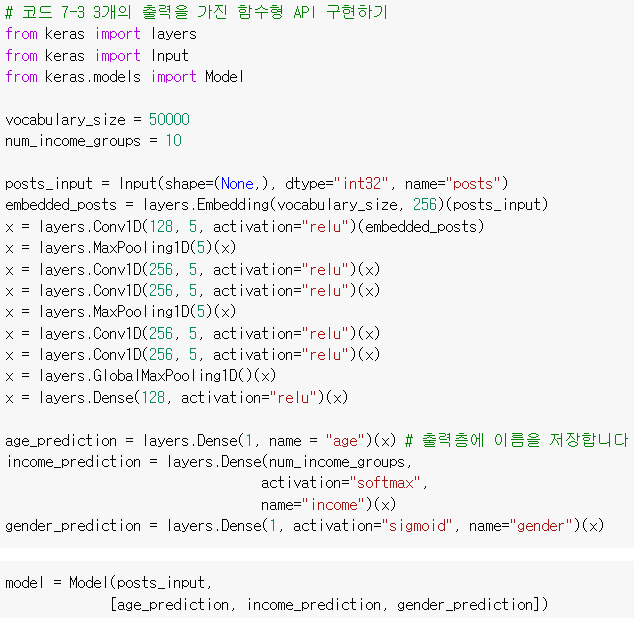 # 코드 7-3 3개의 출력을 가진 함수형 API 구현하기
from keras import layers
from keras import Input
from keras.models import Model
vocabulary_size = 50000
num_income_groups = 10
posts_input = Input(shape=(None,), dtype="int32", name="posts")
embedded_posts = layers.Embedding(vocabulary_size, 256)(posts_input)
x = layers.Conv1D(128, 5, activation="relu")(embedded_posts)
x = layers.MaxPooling1D(5)(x)
x = layers.Conv1D(256, 5, activation="relu")(x)
x = layers.Conv1D(256, 5, activation="relu")(x)
x = layers.MaxPooling1D(5)(x)
x = layers.Conv1D(256, 5, activation="relu")(x)
x = layers.Conv1D(256, 5, activation="relu")(x)
x = layers.GlobalMaxPooling1D()(x)
x = layers.Dense(128, activation="relu")(x)
age_prediction = layers.Dense(1, name = "age")(x) # 출력층에 이름을 저장합니다
income_prediction = layers.Dense(num_income_groups,
activation="softmax",
name="income")(x)
gender_prediction = layers.Dense(1, activation="sigmoid", name="gender")(x)
model = Model(posts_input,
[age_prediction, income_prediction, gender_prediction])